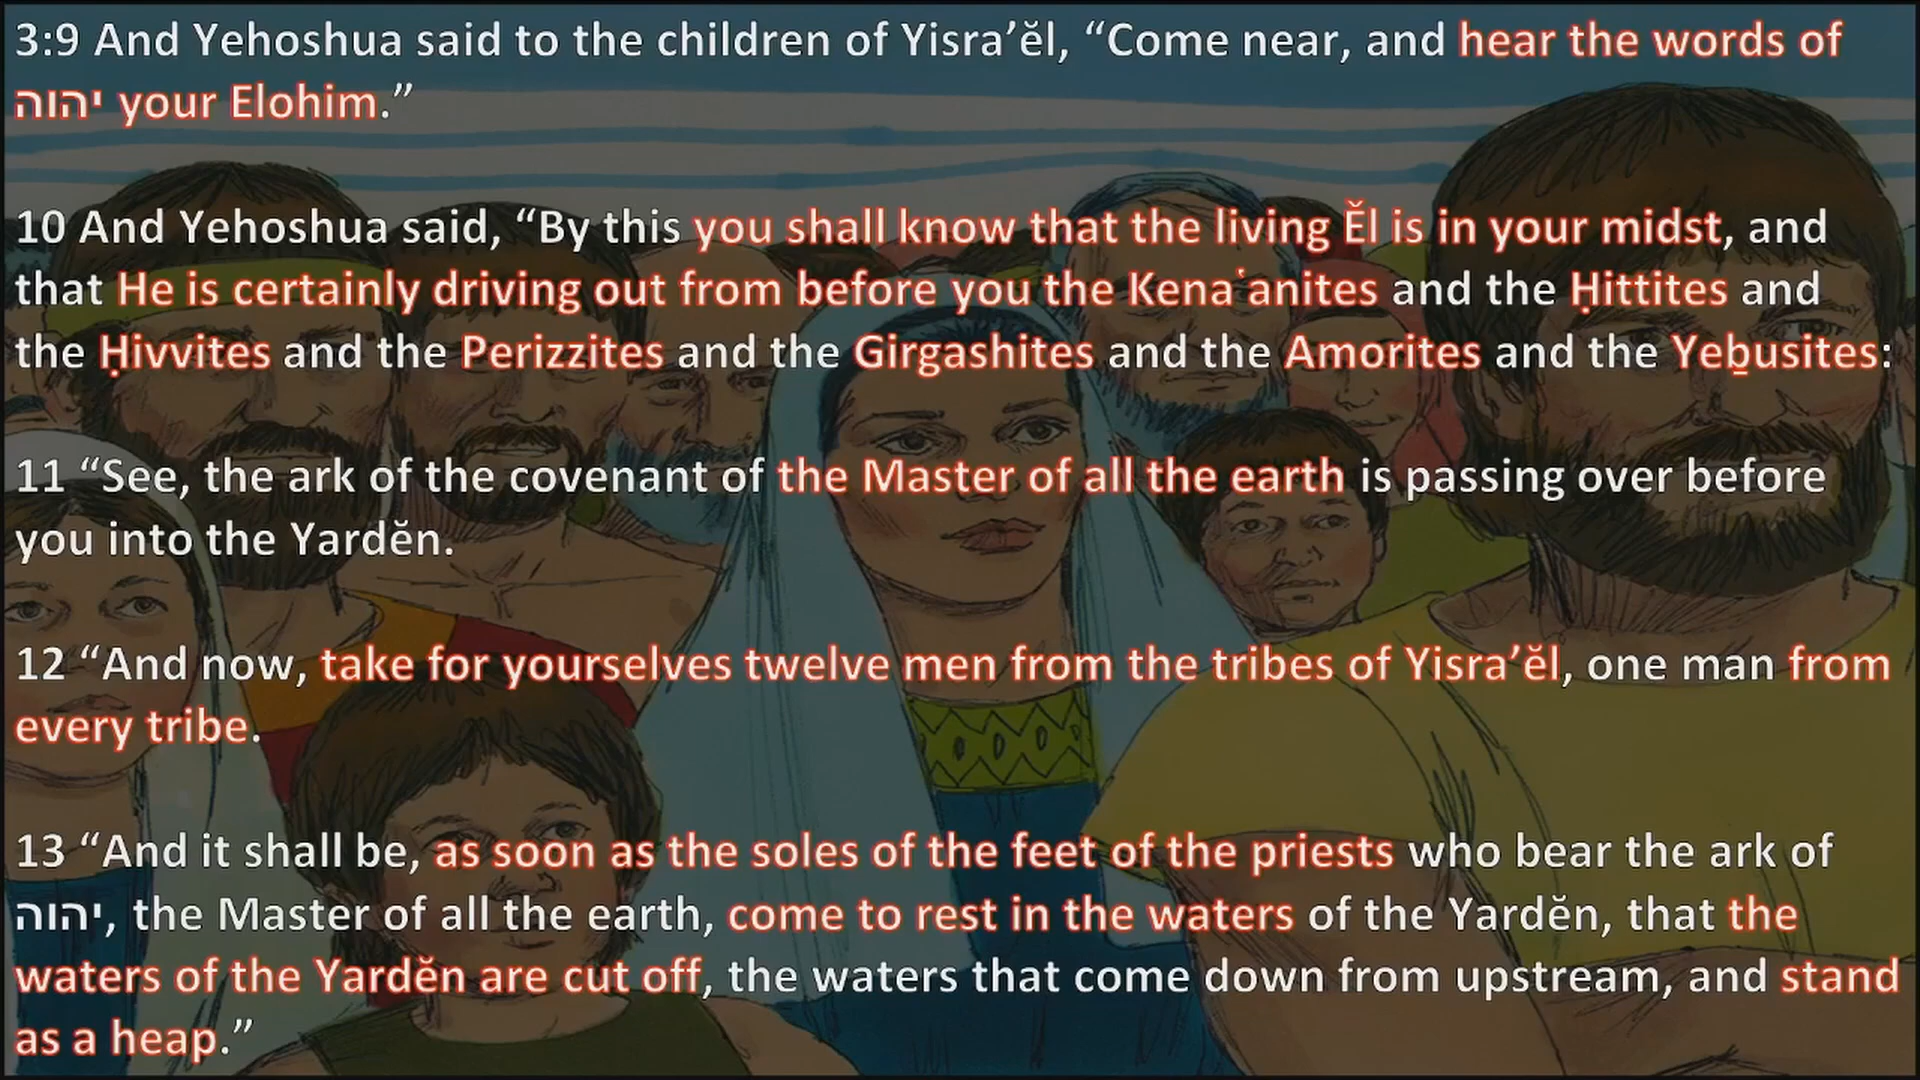 3:9 And Yehoshua said to the children of Yisra’ĕl, “Come near, and hear the words of
יהוה your Elohim.”
10 And Yehoshua said, “By this you shall know that the living Ĕl is in your midst, and
that He is certainly driving out from before you the Kenaʽanites and the Ḥittites and
the Ḥivvites and the Perizzites and the Girgashites and the Amorites and the Yeḇusites:
11 “See, the ark of the covenant of the Master of all the earth is passing over before
you into the Yardĕn.
12 “And now, take for yourselves twelve men from the tribes of Yisra’ĕl, one man from
every tribe.
13 “And it shall be, as soon as the soles of the feet of the priests who bear the ark of
יהוה, the Master of all the earth, come to rest in the waters of the Yardĕn, that the
waters of the Yardĕn are cut off, the waters that come down from upstream, and stand
as a heap.”